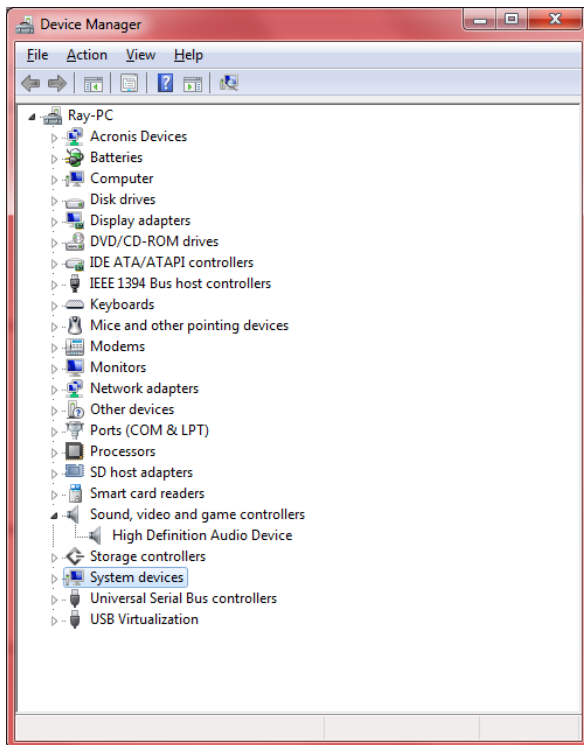 Device Manager
File Action View Help
Ray-PC
Acronis Devices
Batteries
Computer
Disk drives
Display adapters
DVD/CD-ROM drives
IDE ATA/ATAPI controllers
IEEE 1394 Bus host controllers
Keyboards
Mice and other pointing devices
Modems
Monitors
Network adapters
Other devices
Ports (COM & LPT)
Processors
SD host adapters
Smart card readers
Sound, video and game controllers
High Definition Audio Device
Storage controllers
System devices
Universal Serial Bus controllers
USB Virtualization